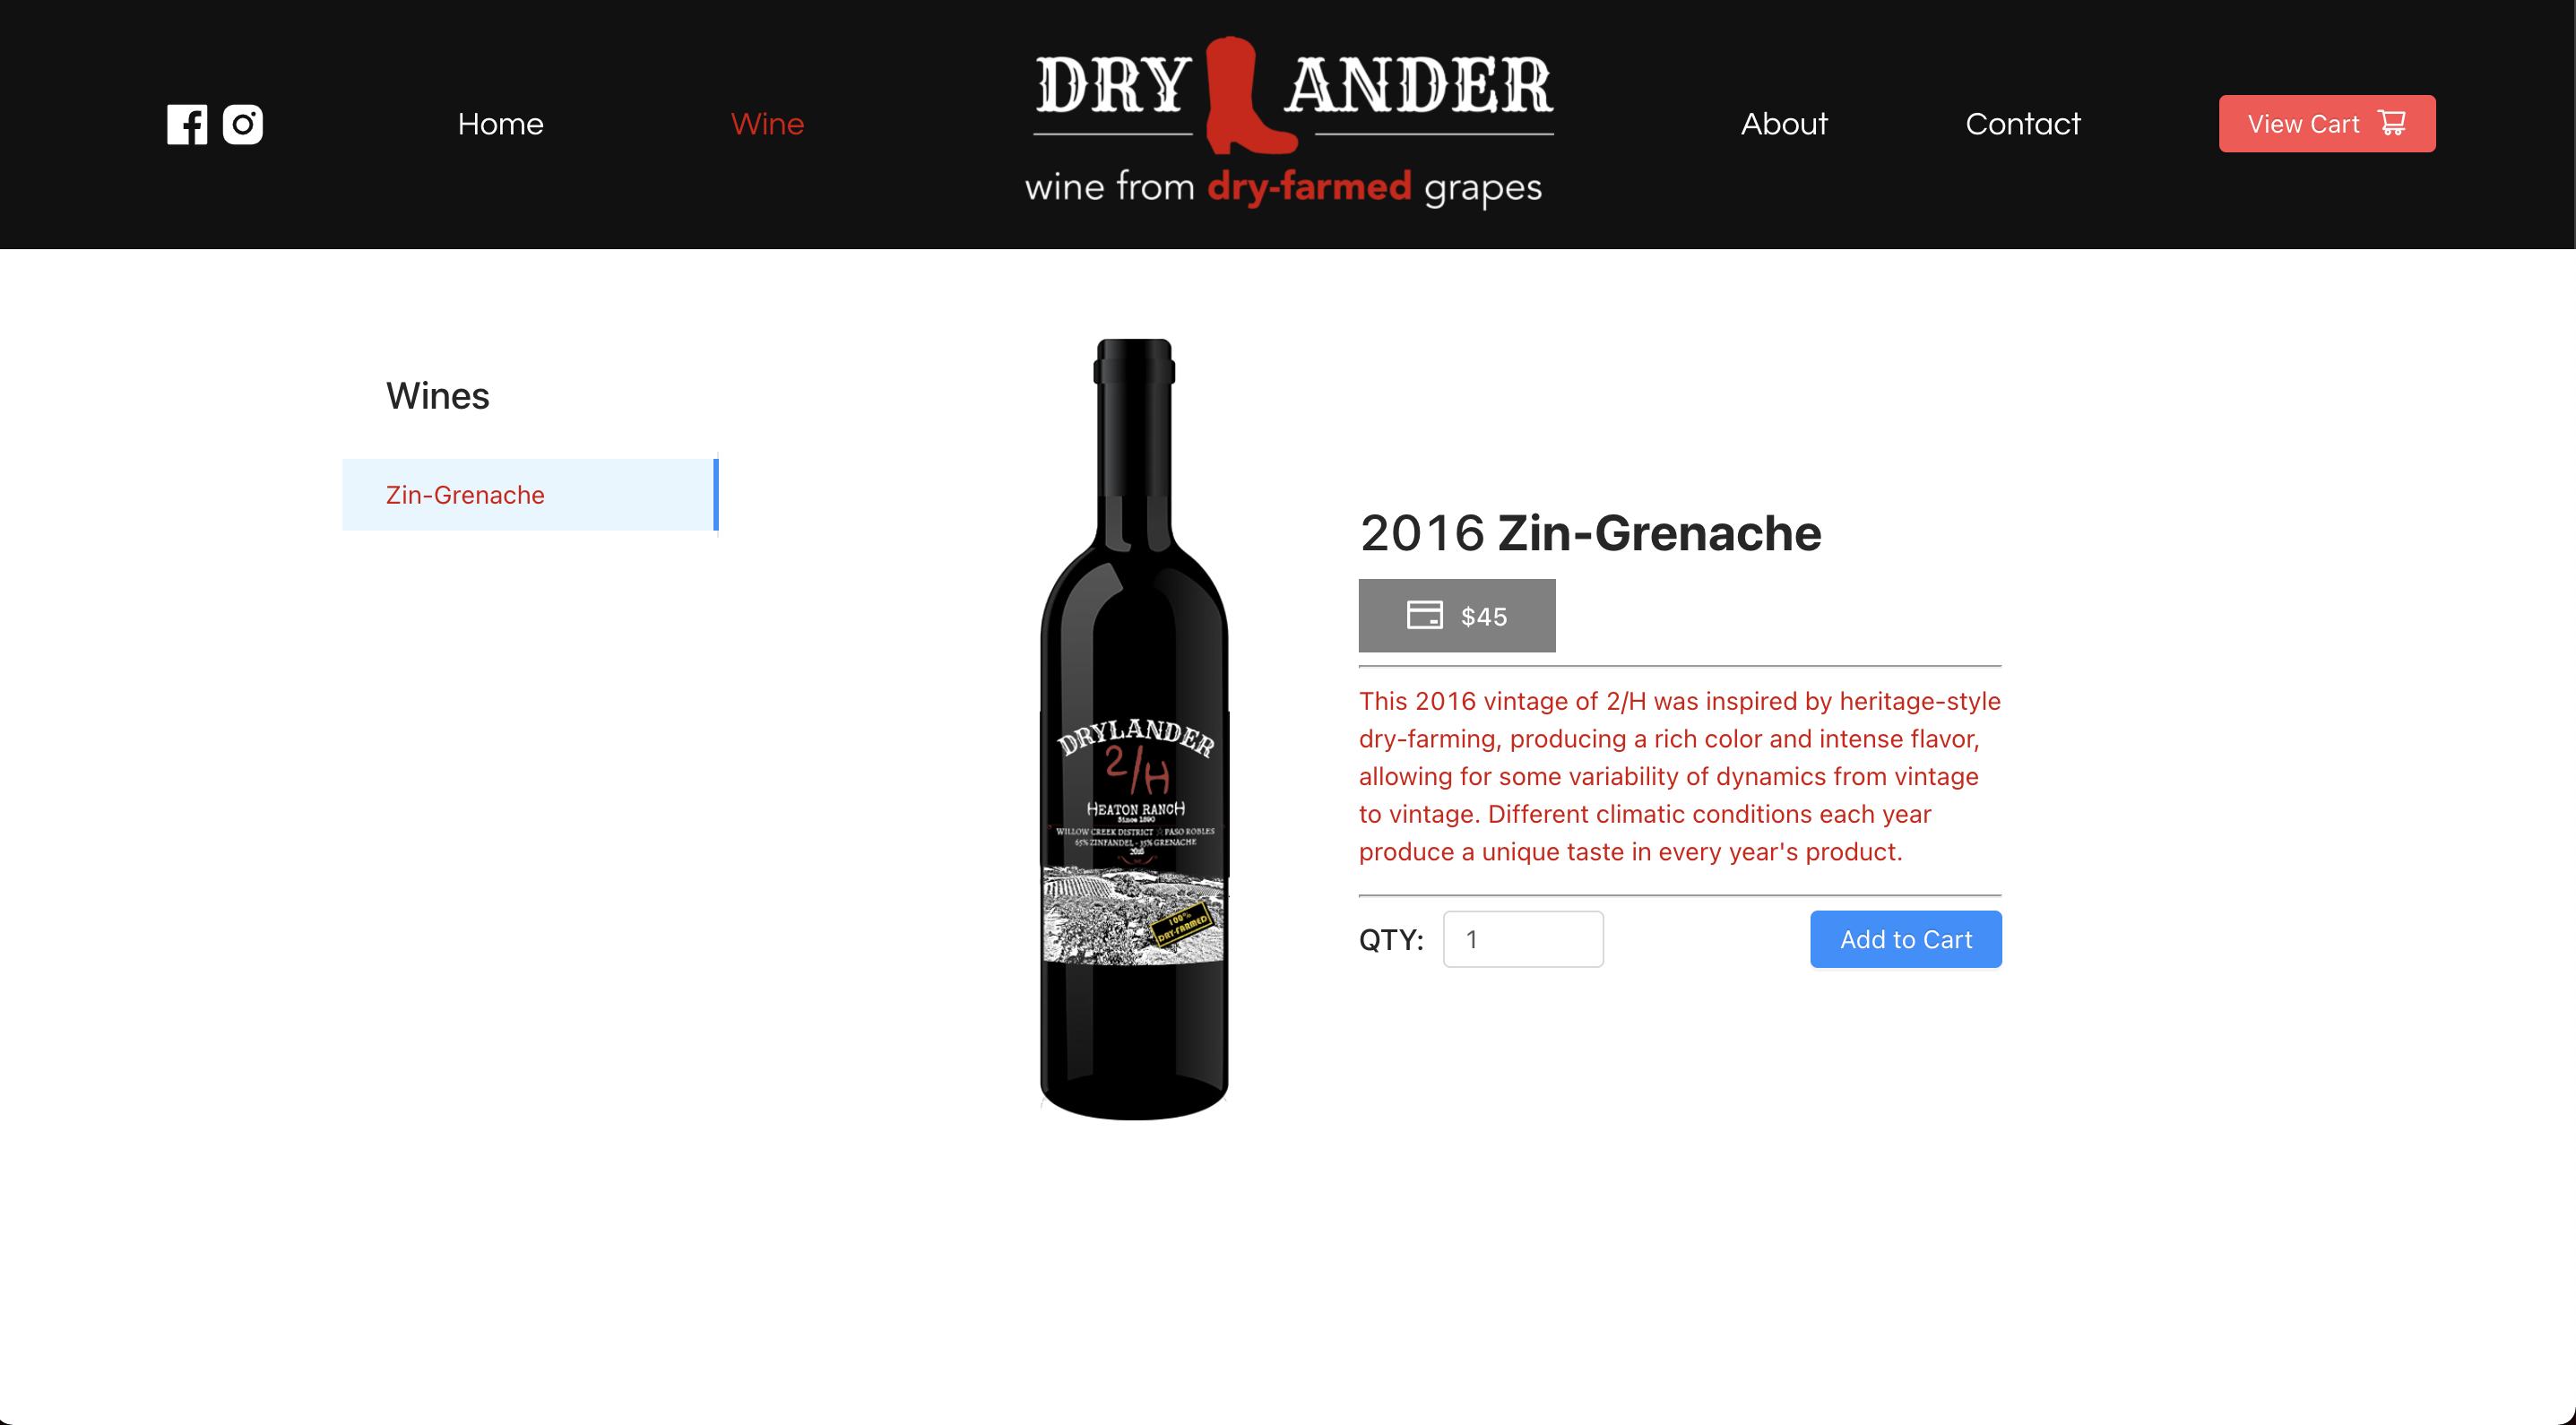 Home
Wine
DRYLANDER
wine from dry-farmed grapes
About
Contact
View Cart
Wines
Zin-Grenache
2016 Zin-Grenache
$45
This 2016 vintage of 2/H was inspired by heritage-style
dry-farming, producing a rich color and intense flavor,
allowing for some variability of dynamics from vintage
to vintage. Different climatic conditions each year
produce a unique taste in every year's product.
QTY: 1
Add to Cart
DRYLANDER
2/H
HEATON RANCH
Since 1890
WILLOW CREEK DISTRICT PASO ROBLES
65% ZINFANDEL - 35% GRENACHE
2016
100%
DRY-FARMED